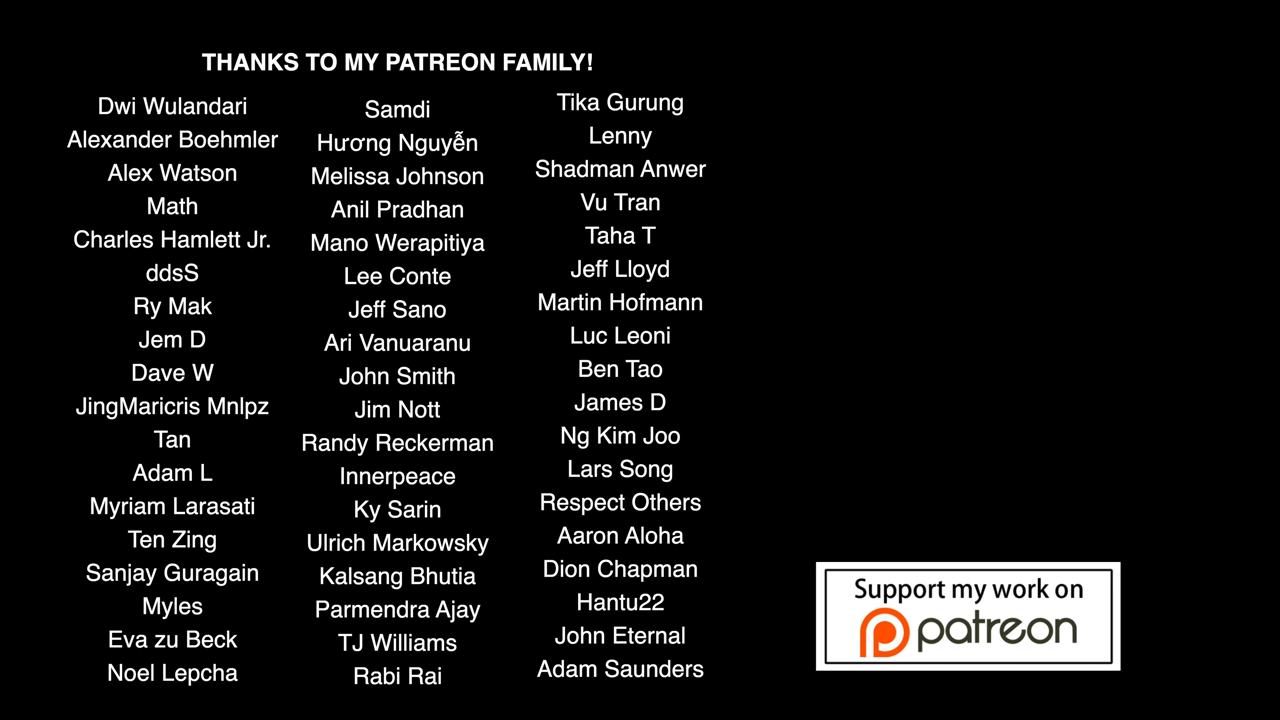 THANKS TO MY PATREON FAMILY!
Dwi Wulandari
Alexander Boehmler
Alex Watson
Math
Charles Hamlett Jr.
ddsS
Ry Mak
Jem D
Dave W
JingMaricris Mnlpz
Tan
Adam L
Myriam Larasati
Ten Zing
Sanjay Guragain
Myles
Eva zu Beck
Noel Lepcha
Samdi
Hương Nguyễn
Melissa Johnson
Anil Pradhan
Mano Werapitiya
Lee Conte
Jeff Sano
Ari Vanuaranu
John Smith
Jim Nott
Randy Reckerman
Innerpeace
Ky Sarin
Ulrich Markowsky
Kalsang Bhutia
Parmendra Ajay
TJ Williams
Rabi Rai
Tika Gurung
Lenny
Shadman Anwer
Vu Tran
Taha T
Jeff Lloyd
Martin Hofmann
Luc Leoni
Ben Tao
James D
Ng Kim Joo
Lars Song
Respect Others
Aaron Aloha
Dion Chapman
Hantu22
John Eternal
Adam Saunders
Support my work on
patreon